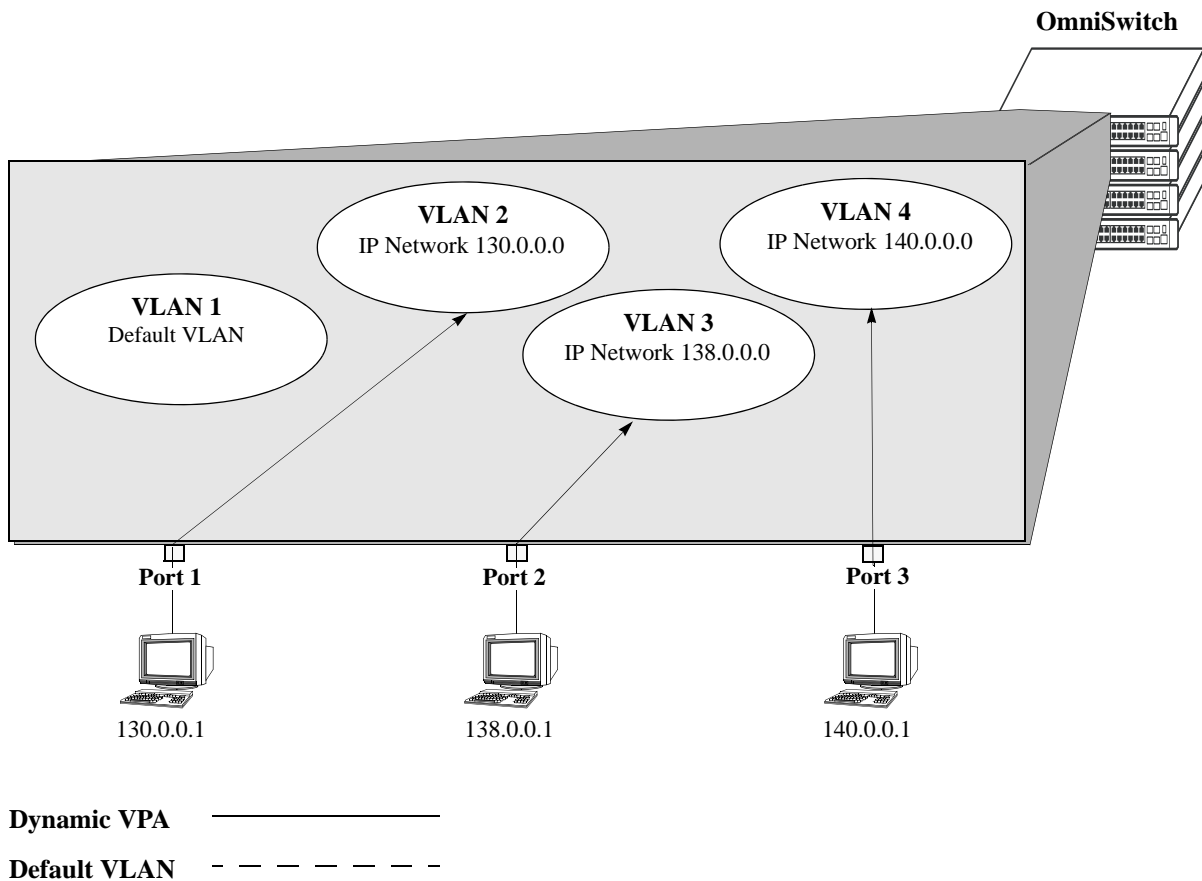 OmniSwitch
VLAN 2
IP Network 130.0.0.0
VLAN 4
IP Network 140.0.0.0
VLAN 1
Default VLAN
VLAN 3
IP Network 138.0.0.0
Port 1
Port 2
Port 3
130.0.0.1
138.0.0.1
140.0.0.1
Dynamic VPA
Default VLAN